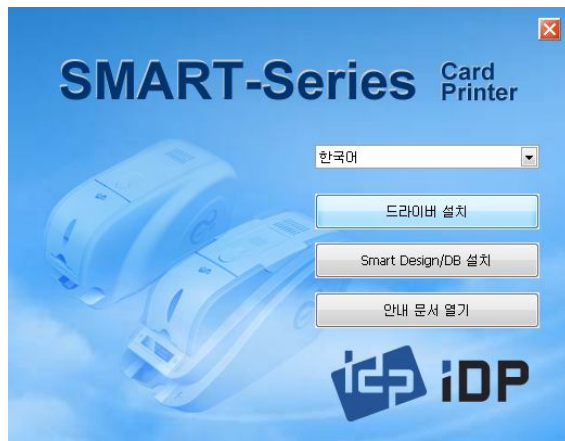 SMART-Series Card Printer
한국어
드라이버 설치
Smart Design/DB 설치
안내 문서 열기
idp iDP